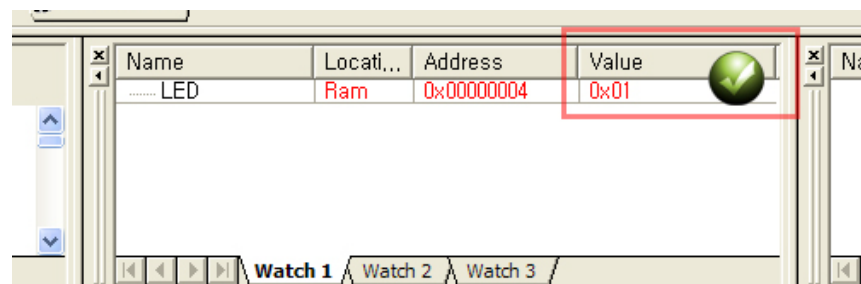 Name Locati... Address Value
LED Ram 0x00000004 0x01
Watch 1 Watch 2 Watch 3